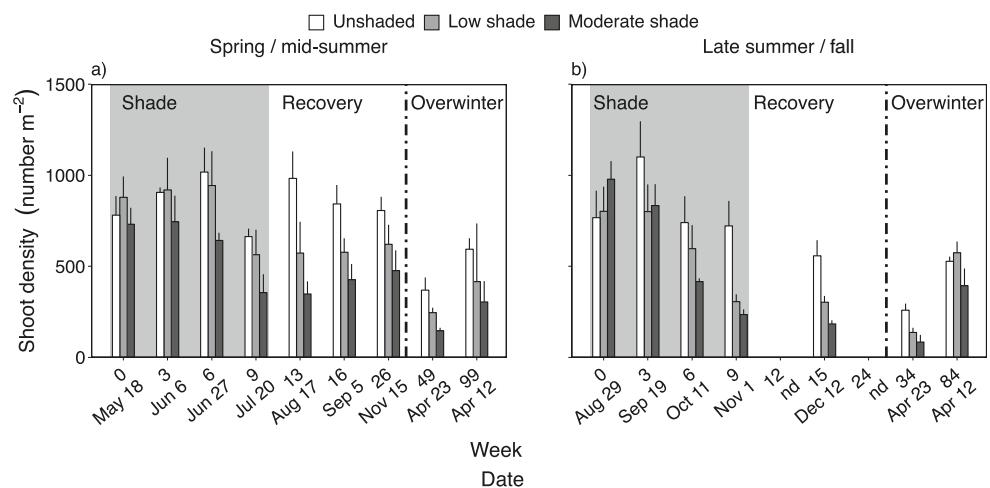 Unshaded Low shade Moderate shade
Spring / mid-summer
Late summer / fall
a)
b)
Shade
Recovery
Overwinter
Shade
Recovery
Overwinter
Shoot density (number m⁻²)
1500
1000
500
0
0
May 18
3
Jun 6
6
Jun 27
9
Jul 20
13
Aug 17
16
Sep 5
26
Nov 15
49
Apr 23
99
Apr 12
0
Aug 29
3
Sep 19
6
Oct 11
9
Nov 1
12
nd
15
Dec 12
24
nd
34
Apr 23
84
Apr 12
Week
Date